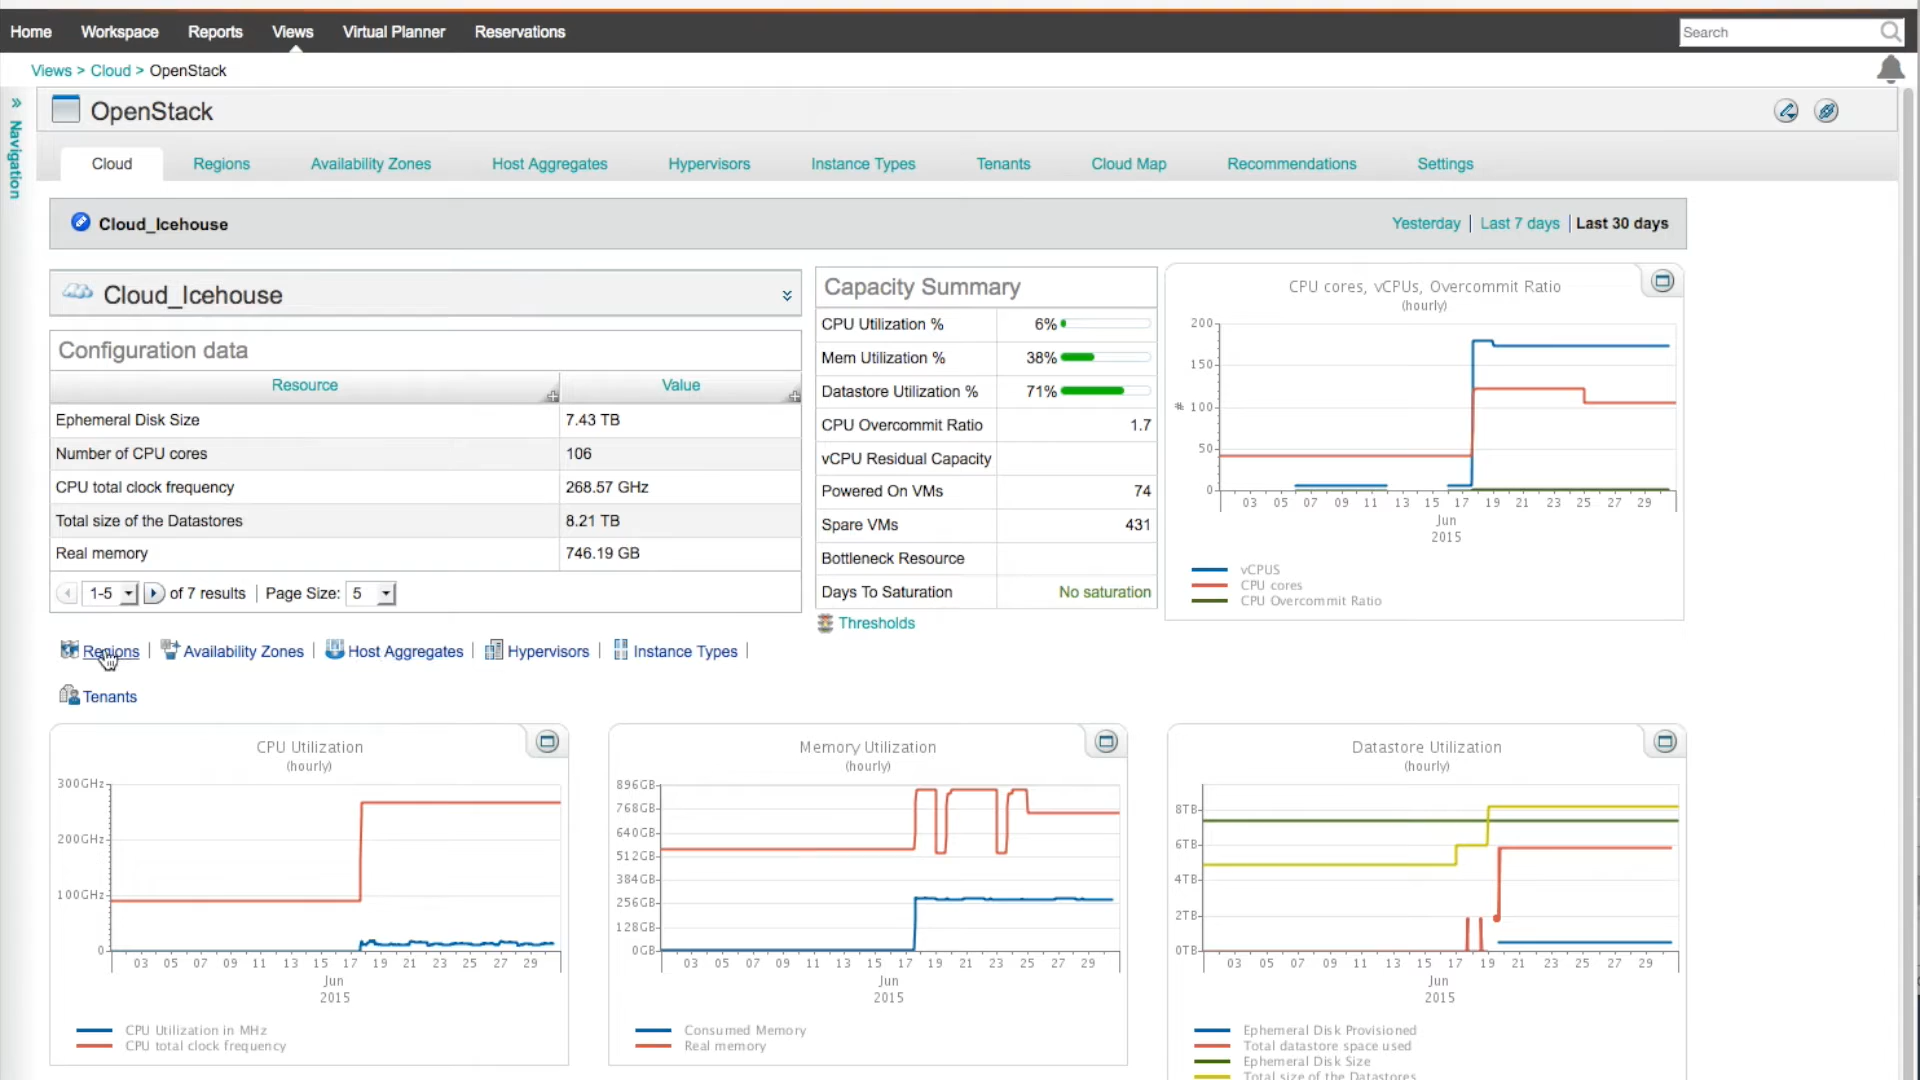 Home Workspace Reports Views Virtual Planner Reservations Search
Views > Cloud > OpenStack
» Navigation
OpenStack
Cloud Regions Availability Zones Host Aggregates Hypervisors Instance Types Tenants Cloud Map Recommendations Settings
Cloud_Icehouse Yesterday | Last 7 days | Last 30 days
Cloud_Icehouse
Configuration data
Resource Value
Ephemeral Disk Size 7.43 TB
Number of CPU cores 106
CPU total clock frequency 268.57 GHz
Total size of the Datastores 8.21 TB
Real memory 746.19 GB
1-5 of 7 results | Page Size: 5
Capacity Summary
CPU Utilization % 6%
Mem Utilization % 38%
Datastore Utilization % 71%
CPU Overcommit Ratio 1.7
vCPU Residual Capacity
Powered On VMs 74
Spare VMs 431
Bottleneck Resource
Days To Saturation No saturation
Thresholds
CPU cores, vCPUs, Overcommit Ratio
(hourly)
200
150
# 100
50
0
03 05 07 09 11 13 15 17 19 21 23 25 27 29
Jun
2015
vCPUS
CPU cores
CPU Overcommit Ratio
Regions | Availability Zones | Host Aggregates | Hypervisors | Instance Types |
Tenants
CPU Utilization
(hourly)
300GHz
200GHz
100GHz
0
03 05 07 09 11 13 15 17 19 21 23 25 27 29
Jun
2015
CPU Utilization in MHz
CPU total clock frequency
Memory Utilization
(hourly)
896GB
768GB
640GB
512GB
384GB
256GB
128GB
0GB
03 05 07 09 11 13 15 17 19 21 23 25 27 29
Jun
2015
Consumed Memory
Real memory
Datastore Utilization
(hourly)
8TB
6TB
4TB
2TB
0TB
03 05 07 09 11 13 15 17 19 21 23 25 27 29
Jun
2015
Ephemeral Disk Provisioned
Total datastore space used
Ephemeral Disk Size
Total size of the Datastores